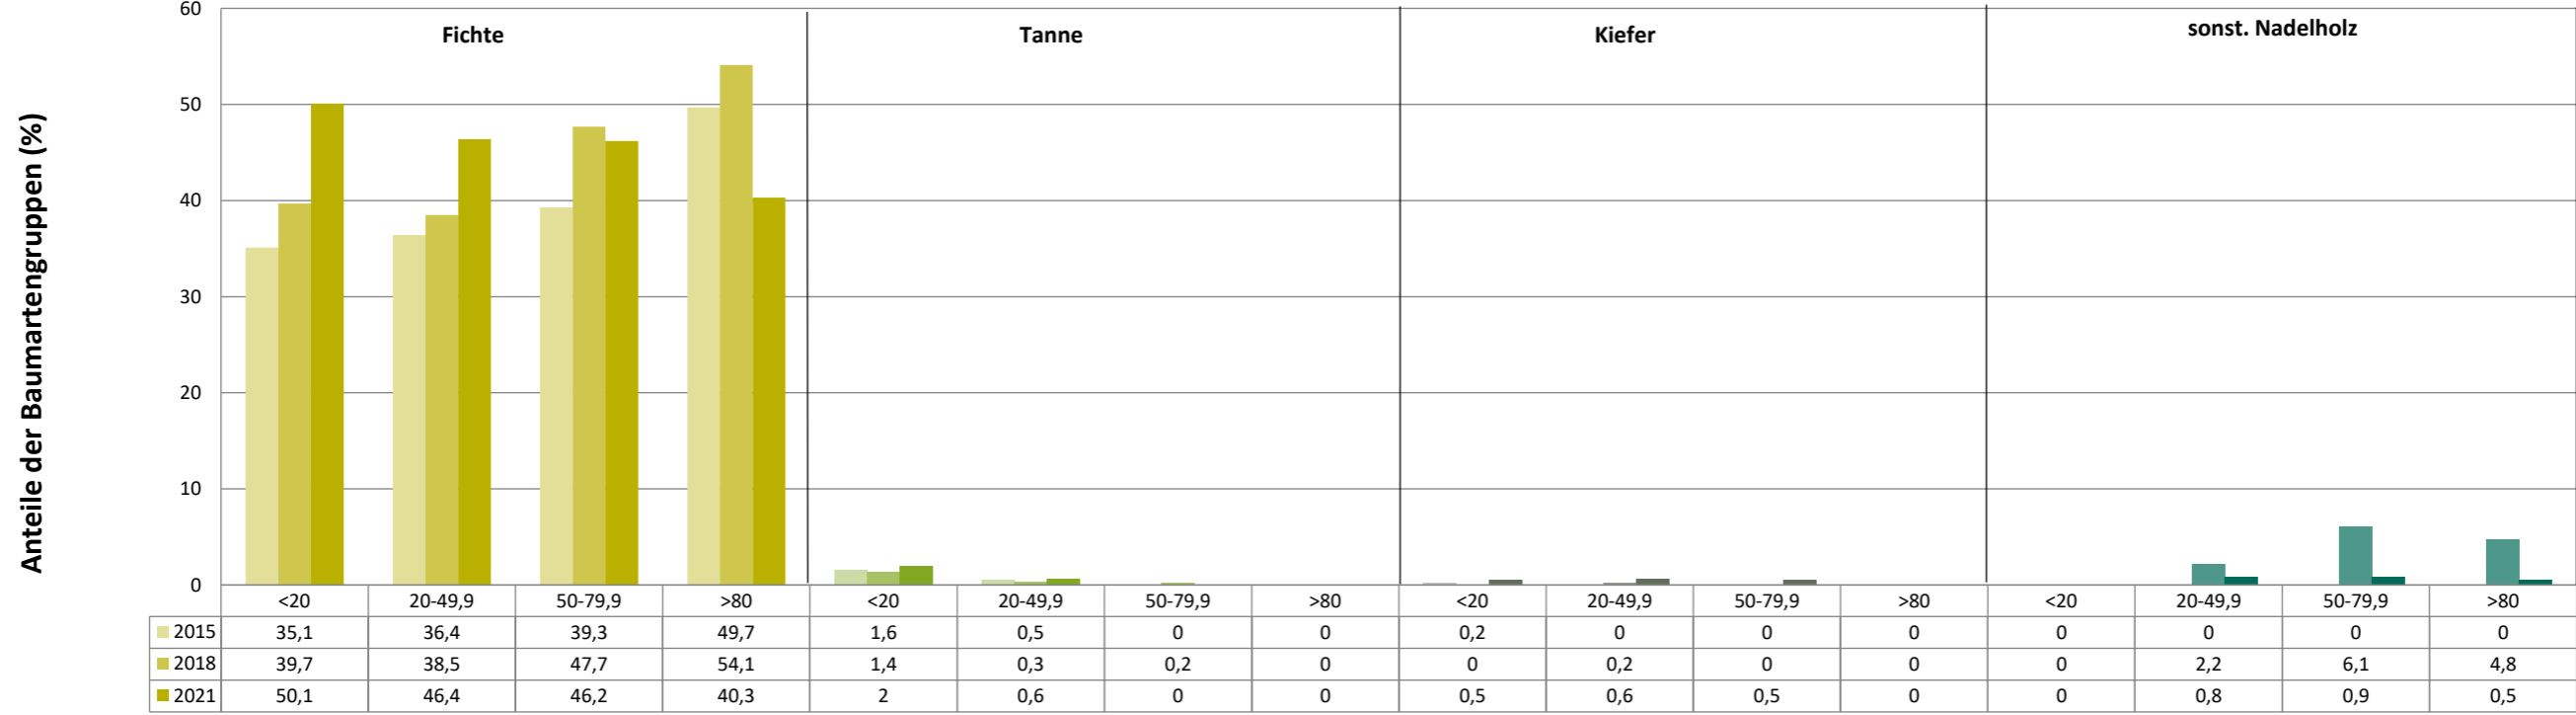 Anteile der Baumartengruppen (%)
60
50
40
30
20
10
0
Fichte Tanne Kiefer sonst. Nadelholz
<20 20-49,9 50-79,9 >80 <20 20-49,9 50-79,9 >80 <20 20-49,9 50-79,9 >80 <20 20-49,9 50-79,9 >80
2015 35,1 36,4 39,3 49,7 1,6 0,5 0 0 0,2 0 0 0 0 0 0 0
2018 39,7 38,5 47,7 54,1 1,4 0,3 0,2 0 0 0,2 0 0 0 2,2 6,1 4,8
2021 50,1 46,4 46,2 40,3 2 0,6 0 0 0,5 0,6 0,5 0 0 0,8 0,9 0,5